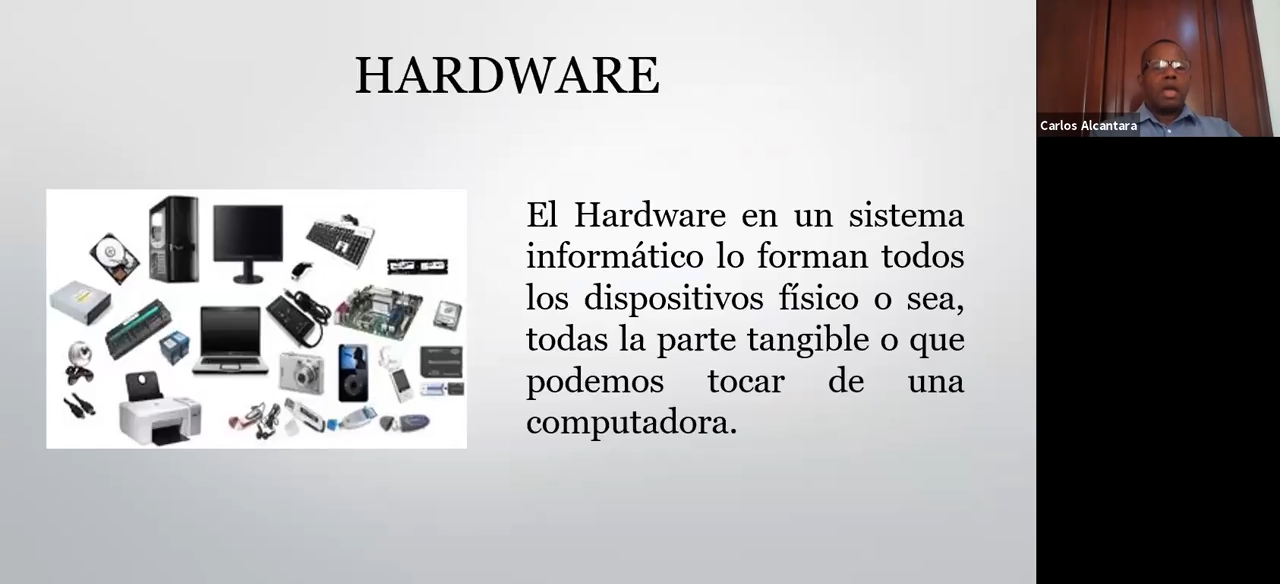 HARDWARE
El Hardware en un sistema
informático lo forman todos
los dispositivos físico o sea,
todas la parte tangible o que
podemos tocar de una
computadora.
Carlos Alcantara